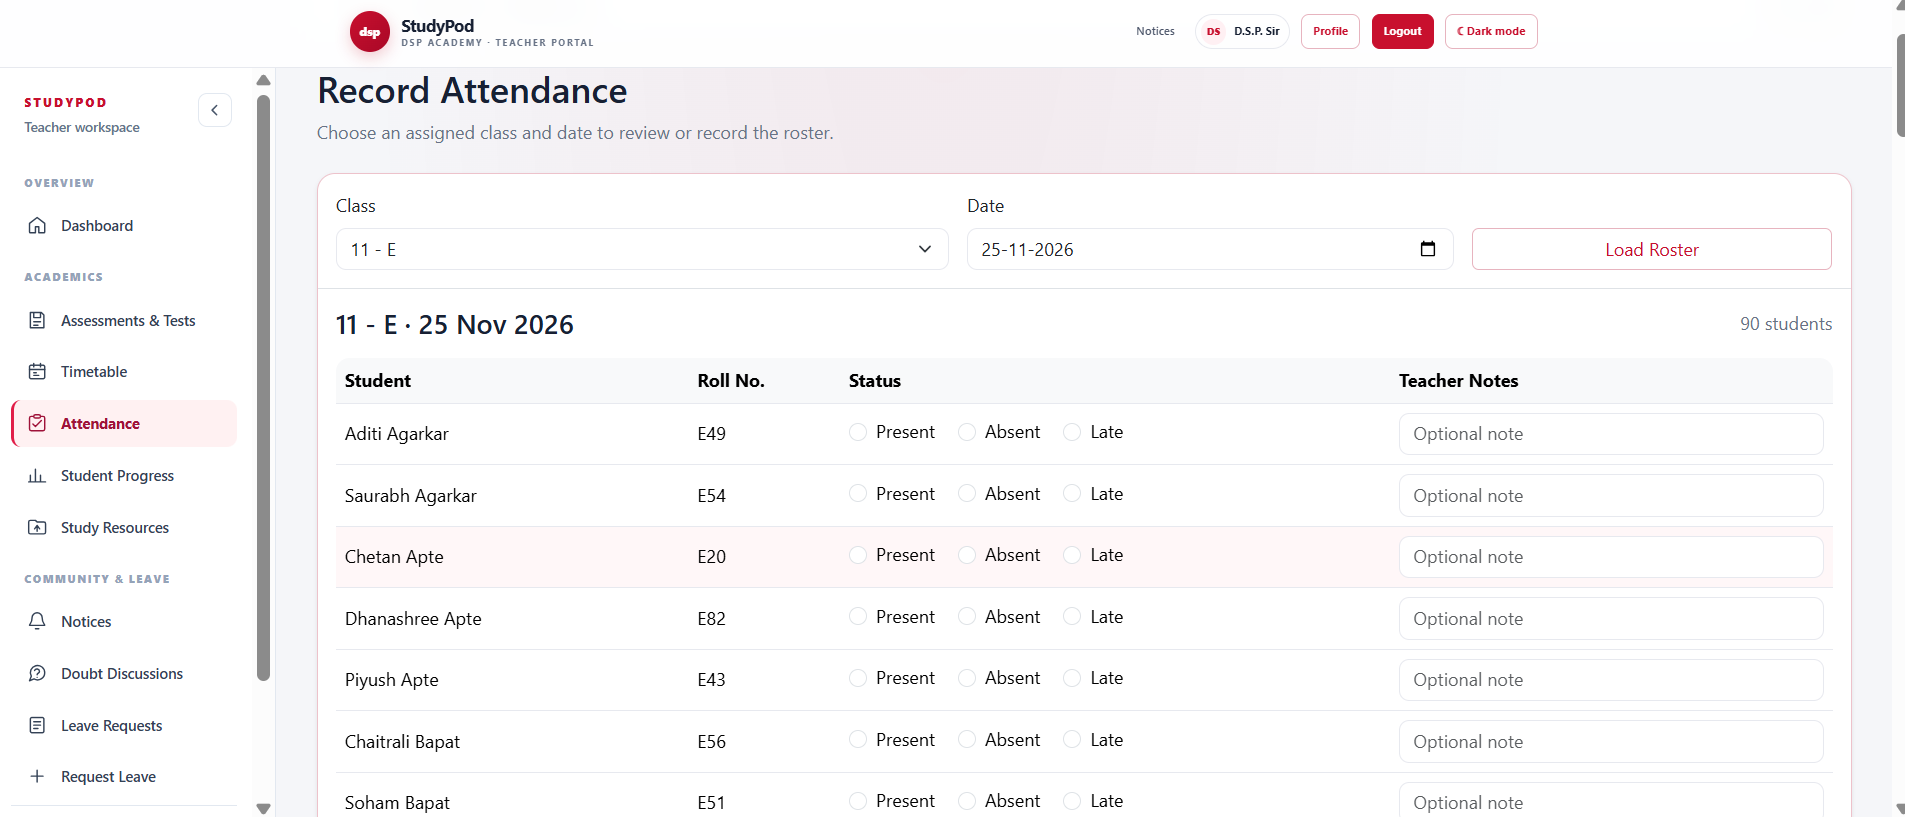 dsp
StudyPod
DSP ACADEMY · TEACHER PORTAL
Notices
DS D.S.P. Sir
Profile
Logout
☾ Dark mode
STUDYPOD
Teacher workspace
OVERVIEW
Dashboard
ACADEMICS
Assessments & Tests
Timetable
Attendance
Student Progress
Study Resources
COMMUNITY & LEAVE
Notices
Doubt Discussions
Leave Requests
Request Leave
Record Attendance
Choose an assigned class and date to review or record the roster.
Class
11 - E
Date
25-11-2026
Load Roster
11 - E · 25 Nov 2026
90 students
Student Roll No. Status Teacher Notes
Aditi Agarkar E49 Present Absent Late Optional note
Saurabh Agarkar E54 Present Absent Late Optional note
Chetan Apte E20 Present Absent Late Optional note
Dhanashree Apte E82 Present Absent Late Optional note
Piyush Apte E43 Present Absent Late Optional note
Chaitrali Bapat E56 Present Absent Late Optional note
Soham Bapat E51 Present Absent Late Optional note